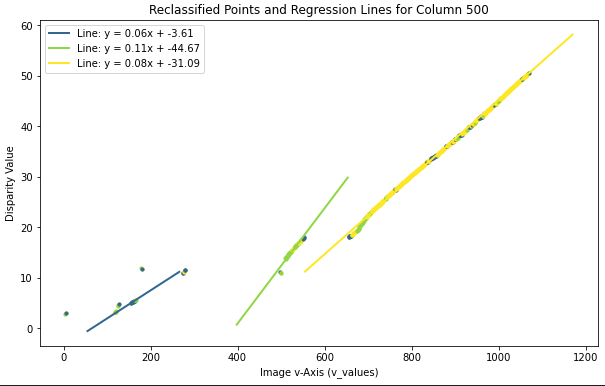 Reclassified Points and Regression Lines for Column 500
Line: y = 0.06x + -3.61
Line: y = 0.11x + -44.67
Line: y = 0.08x + -31.09
60
50
40
30
20
10
0
Disparity Value
0 200 400 600 800 1000 1200
Image v-Axis (v_values)